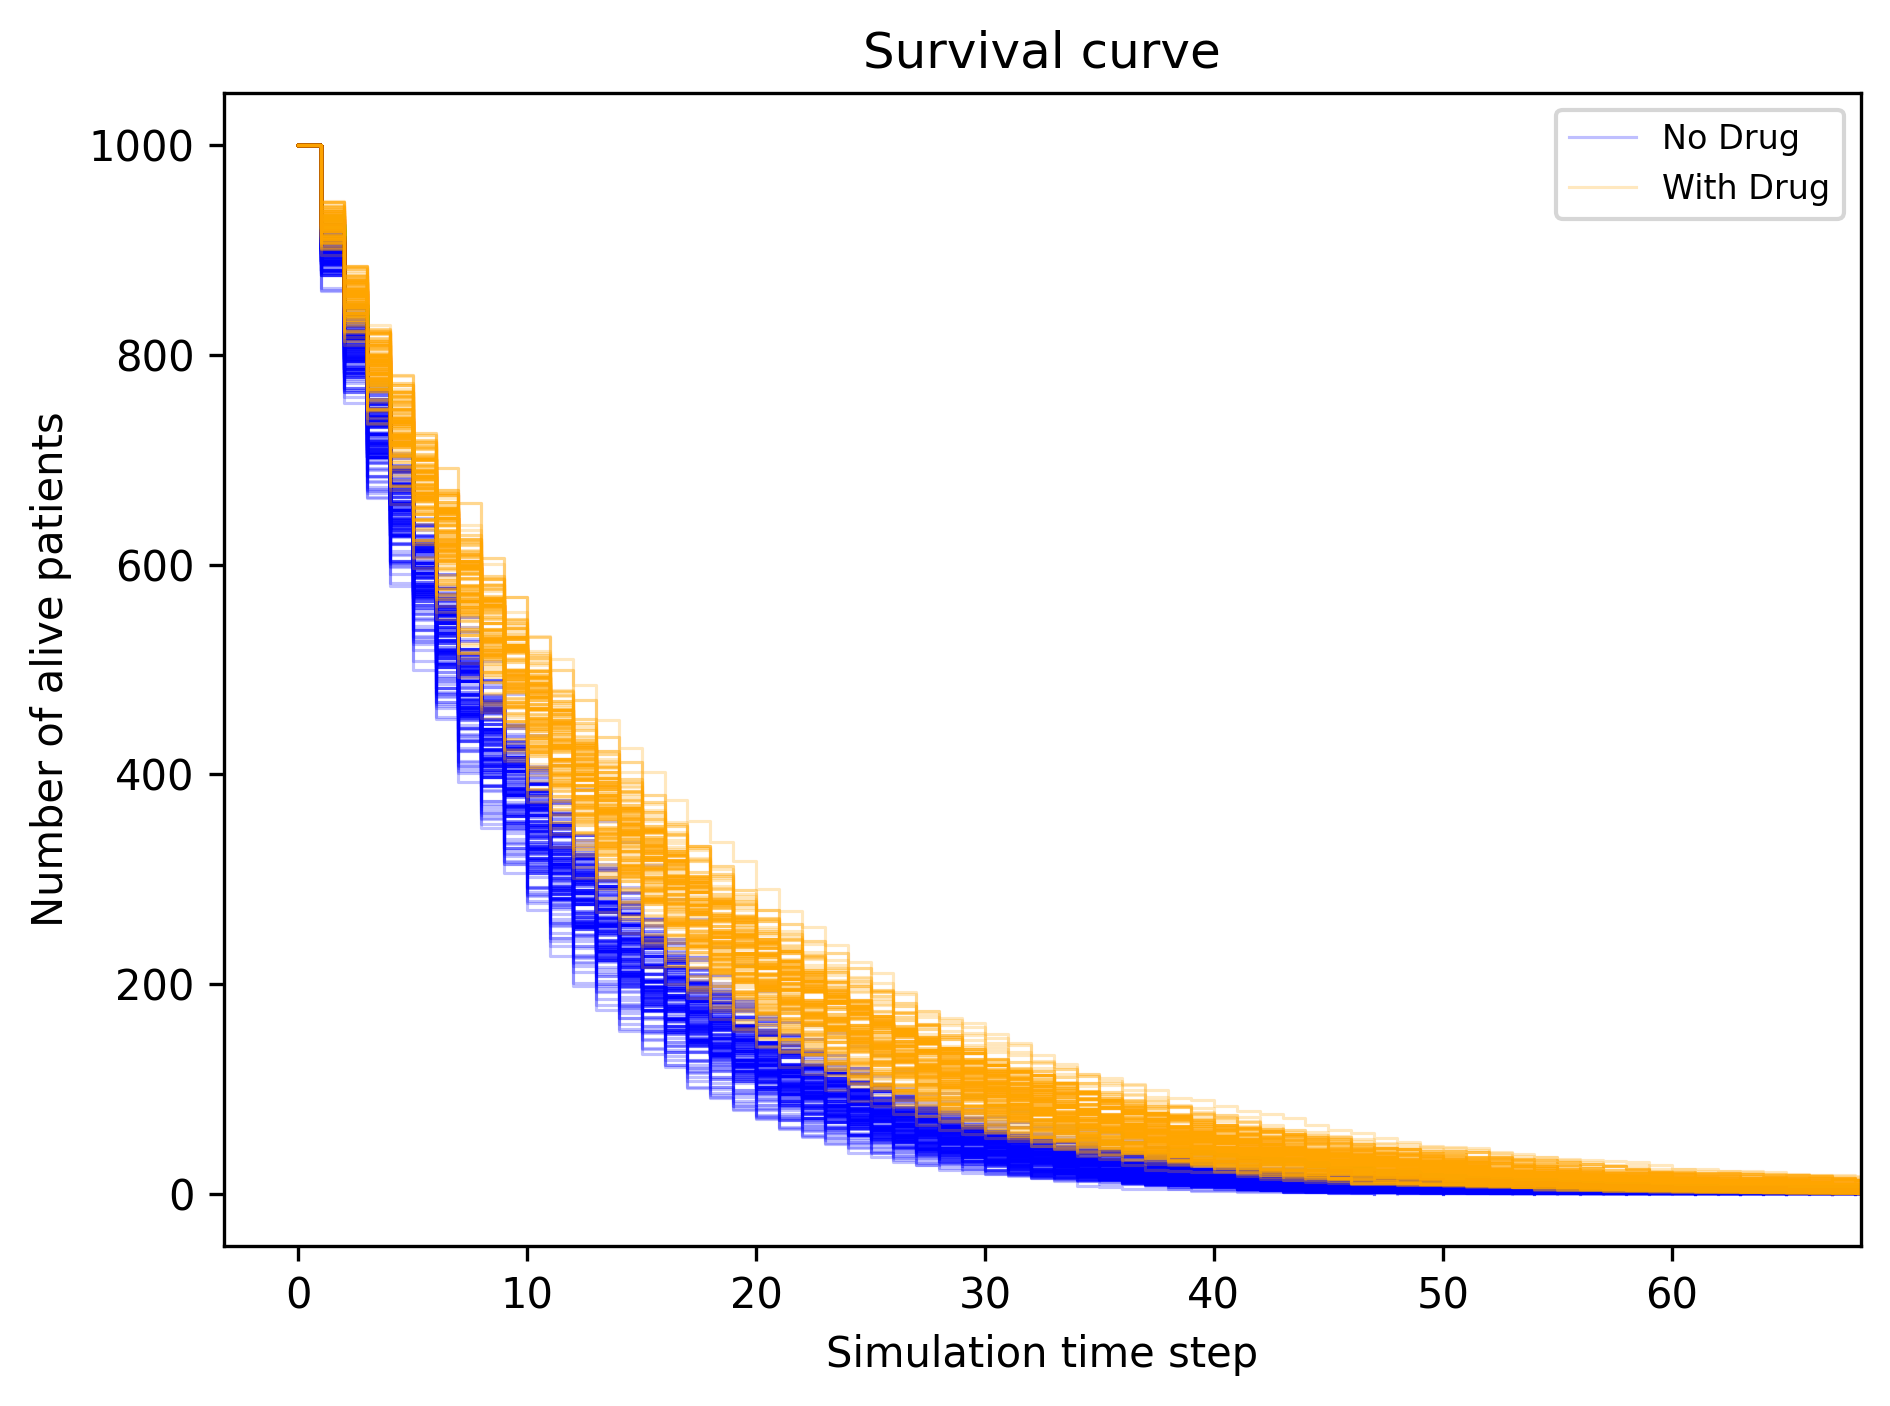 Survival curve
No Drug
With Drug
Number of alive patients
1000
800
600
400
200
0
0 10 20 30 40 50 60
Simulation time step